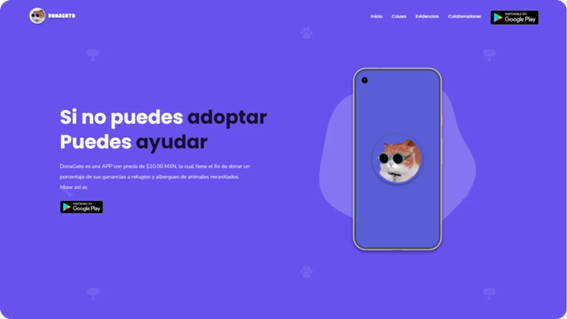 DONAGATO
Inicio Causa Evidencias Colaboradores
DISPONIBLE EN
Google Play
Si no puedes adoptar
Puedes ayudar
DonaGato es una APP con precio de $10.00 MXN, la cual tiene el fin de donar un
porcentaje de sus ganancias a refugios y albergues de animales necesitados.
Miaw así es
DISPONIBLE EN
Google Play